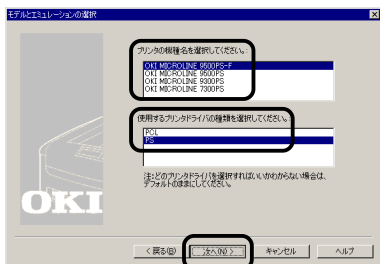 モデルとエミュレーションの選択
プリンタの機種名を選択してください。:
OKI MICROLINE 9500PS-F
OKI MICROLINE 9500PS
OKI MICROLINE 9300PS
OKI MICROLINE 7300PS
使用するプリンタドライバの種類を選択してください。:
PCL
PS
注:どのプリンタドライバを選択すればいいかわからない場合は、
デフォルトのままにしてください。
OKI
< 戻る(B)
次へ(N) >
キャンセル
ヘルプ